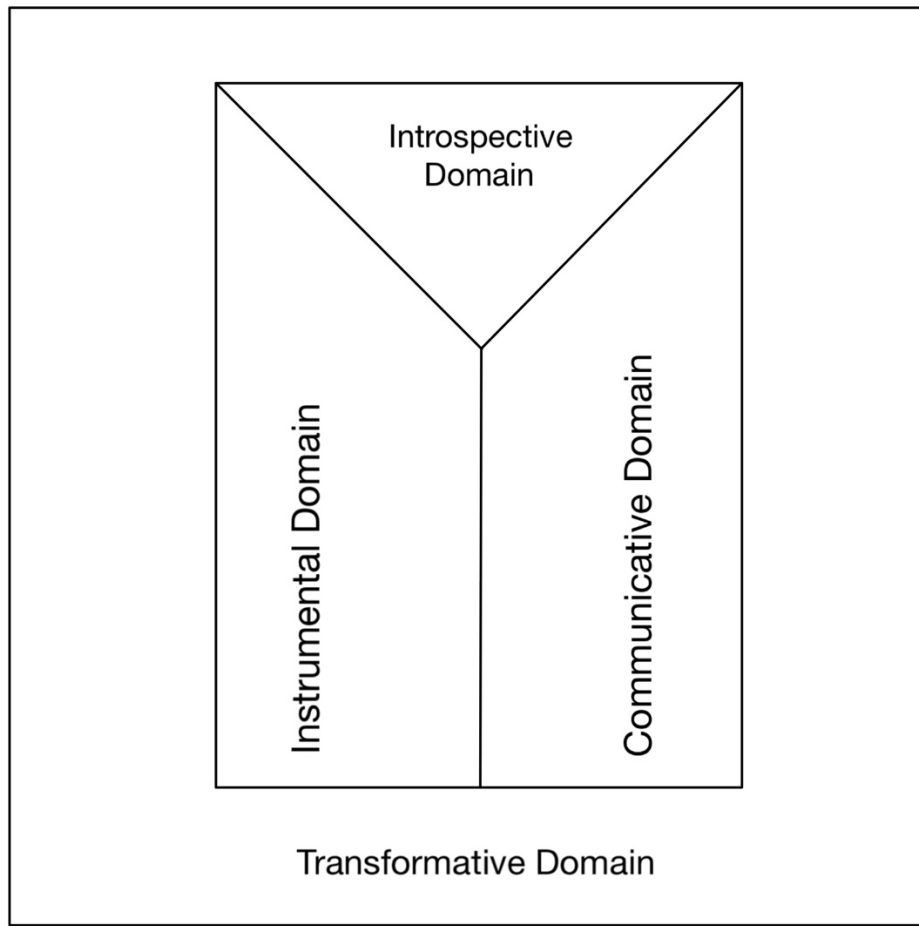 Introspective
Domain
Instrumental Domain
Communicative Domain
Transformative Domain